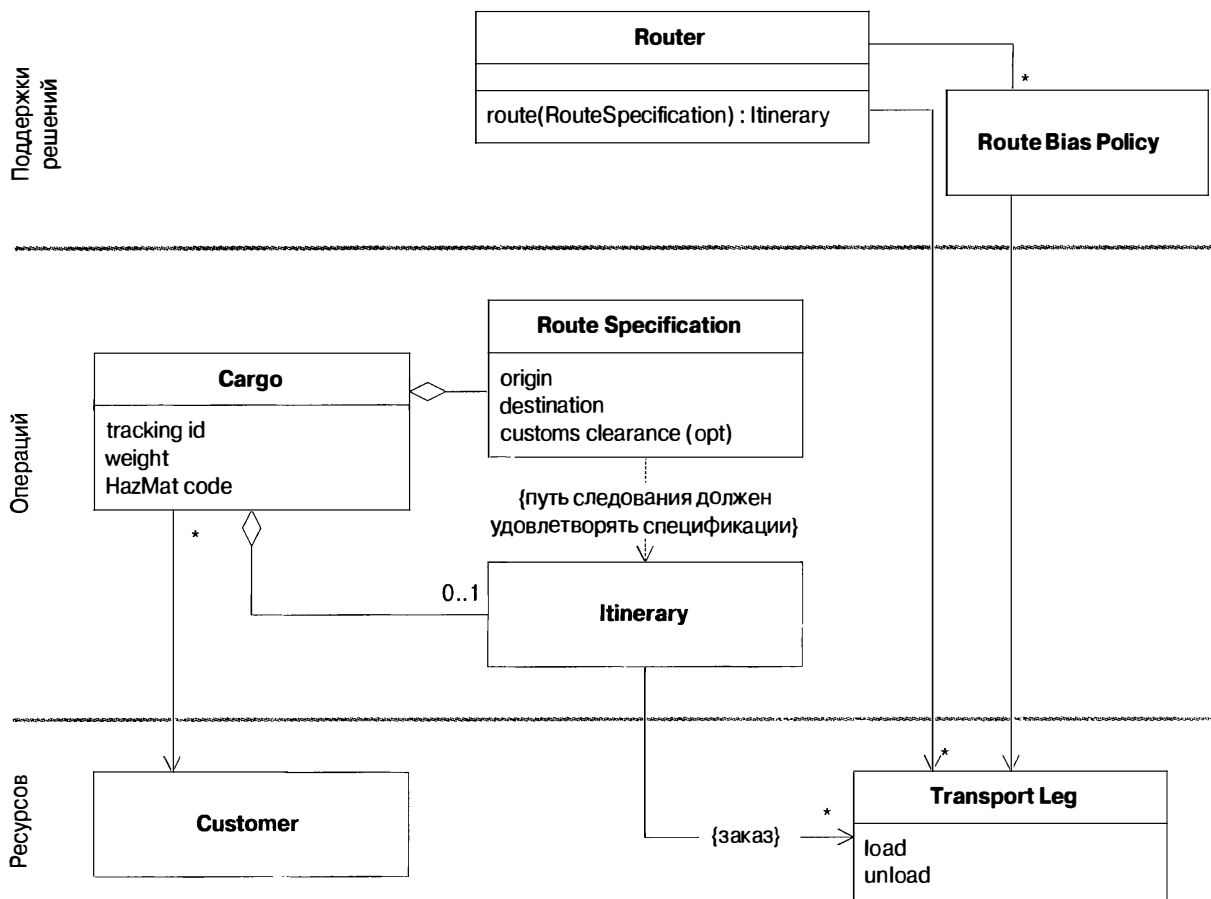 Поддержки
решений
Router
route(RouteSpecification) : Itinerary
*
Route Bias Policy
Операций
Route Specification
origin
destination
customs clearance (opt)
Cargo
tracking id
weight
HazMat code
*
{путь следования должен
удовлетворять спецификации}
0..1
Itinerary
Ресурсов
Customer
{заказ}
*
*
Transport Leg
load
unload